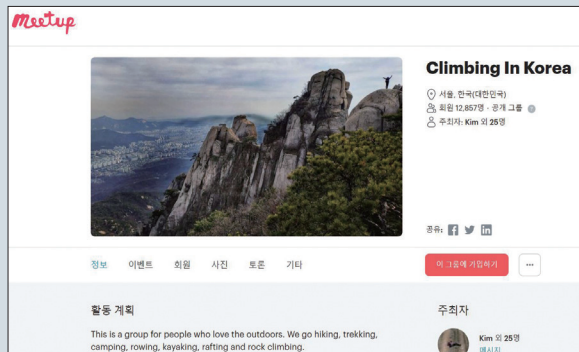 meetup
Climbing In Korea
서울, 한국(대한민국)
회원 12,857명 · 공개 그룹
주최자: Kim 외 25명
공유:
정보 이벤트 회원 사진 토론 기타
이 그룹에 가입하기
활동 계획
주최자
This is a group for people who love the outdoors. We go hiking, trekking,
camping, rowing, kayaking, rafting and rock climbing.
Kim 외 25명
메시지